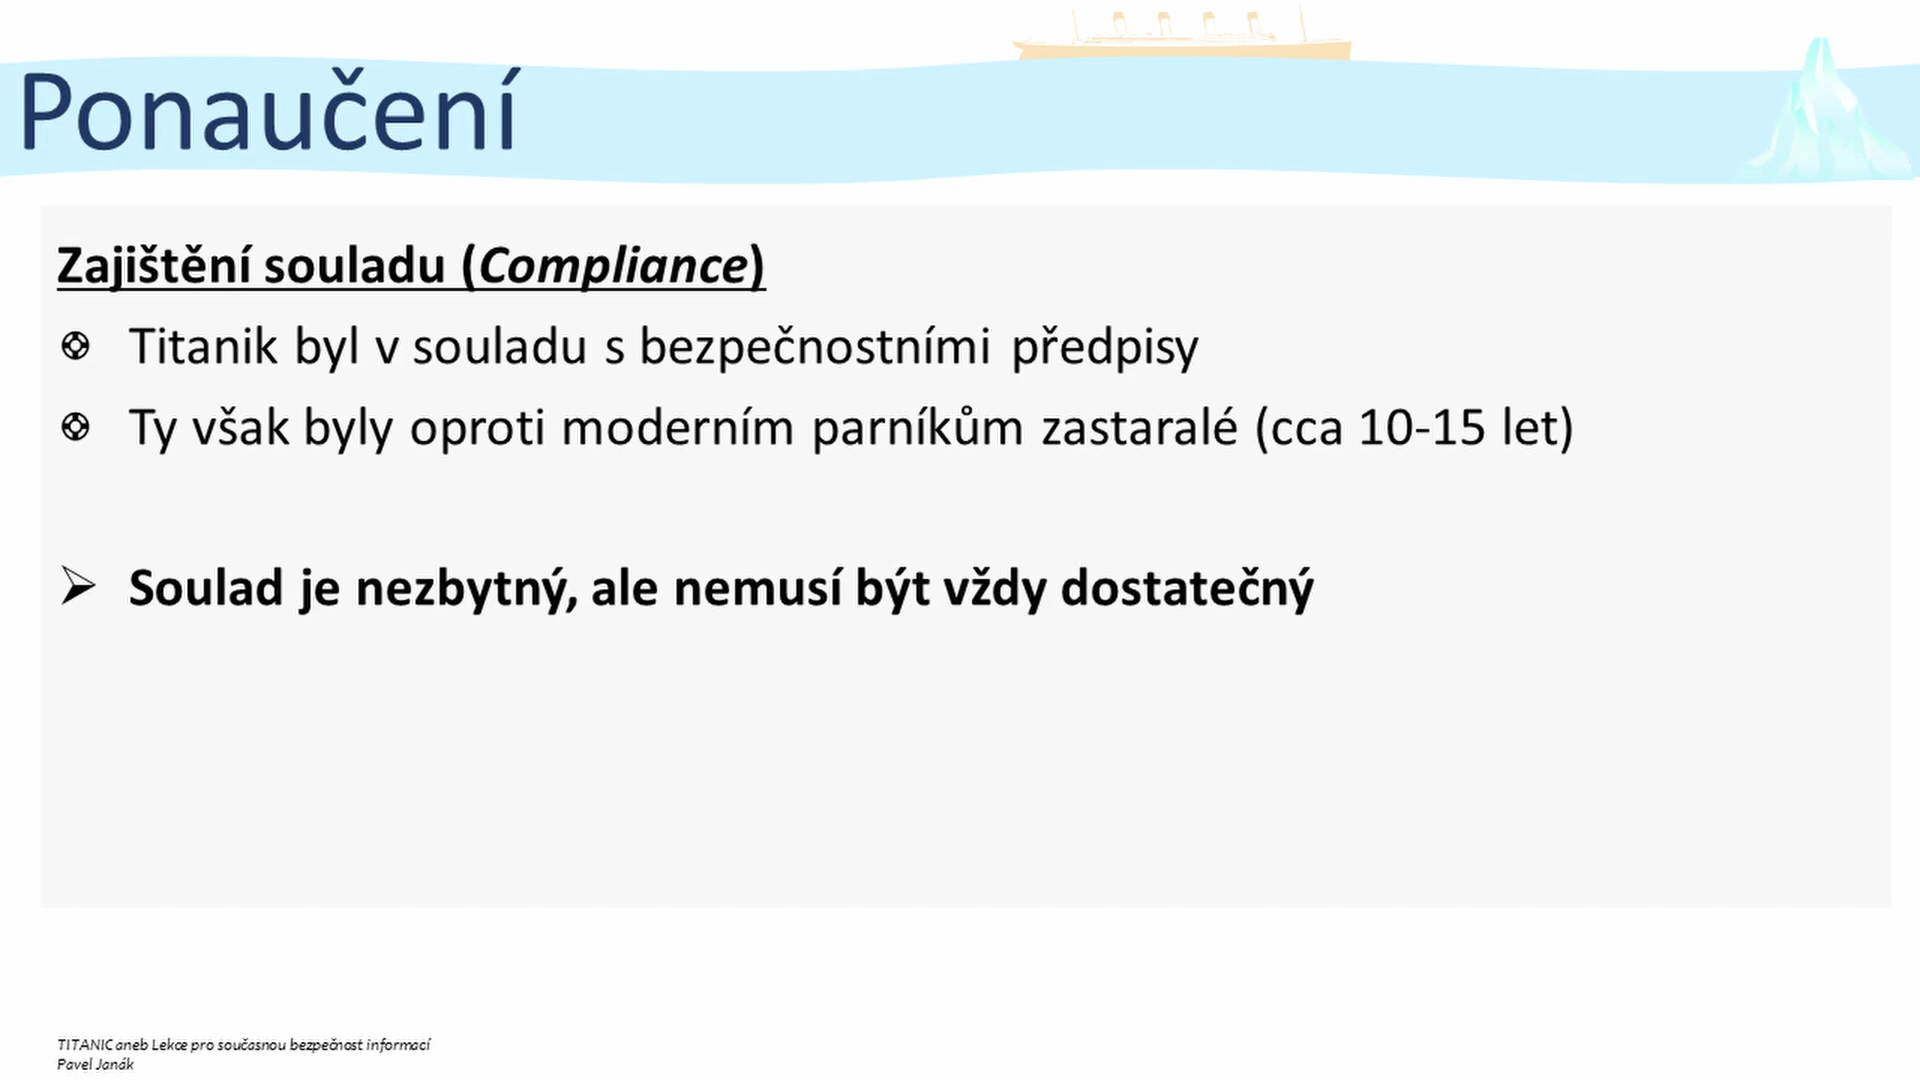 Ponaučení
Zajištění souladu (Compliance)
Titanik byl v souladu s bezpečnostními předpisy
Ty však byly oproti moderním parníkům zastaralé (cca 10-15 let)
Soulad je nezbytný, ale nemusí být vždy dostatečný
TITANIC aneb Lekce pro současnou bezpečnost informací
Pavel Janák